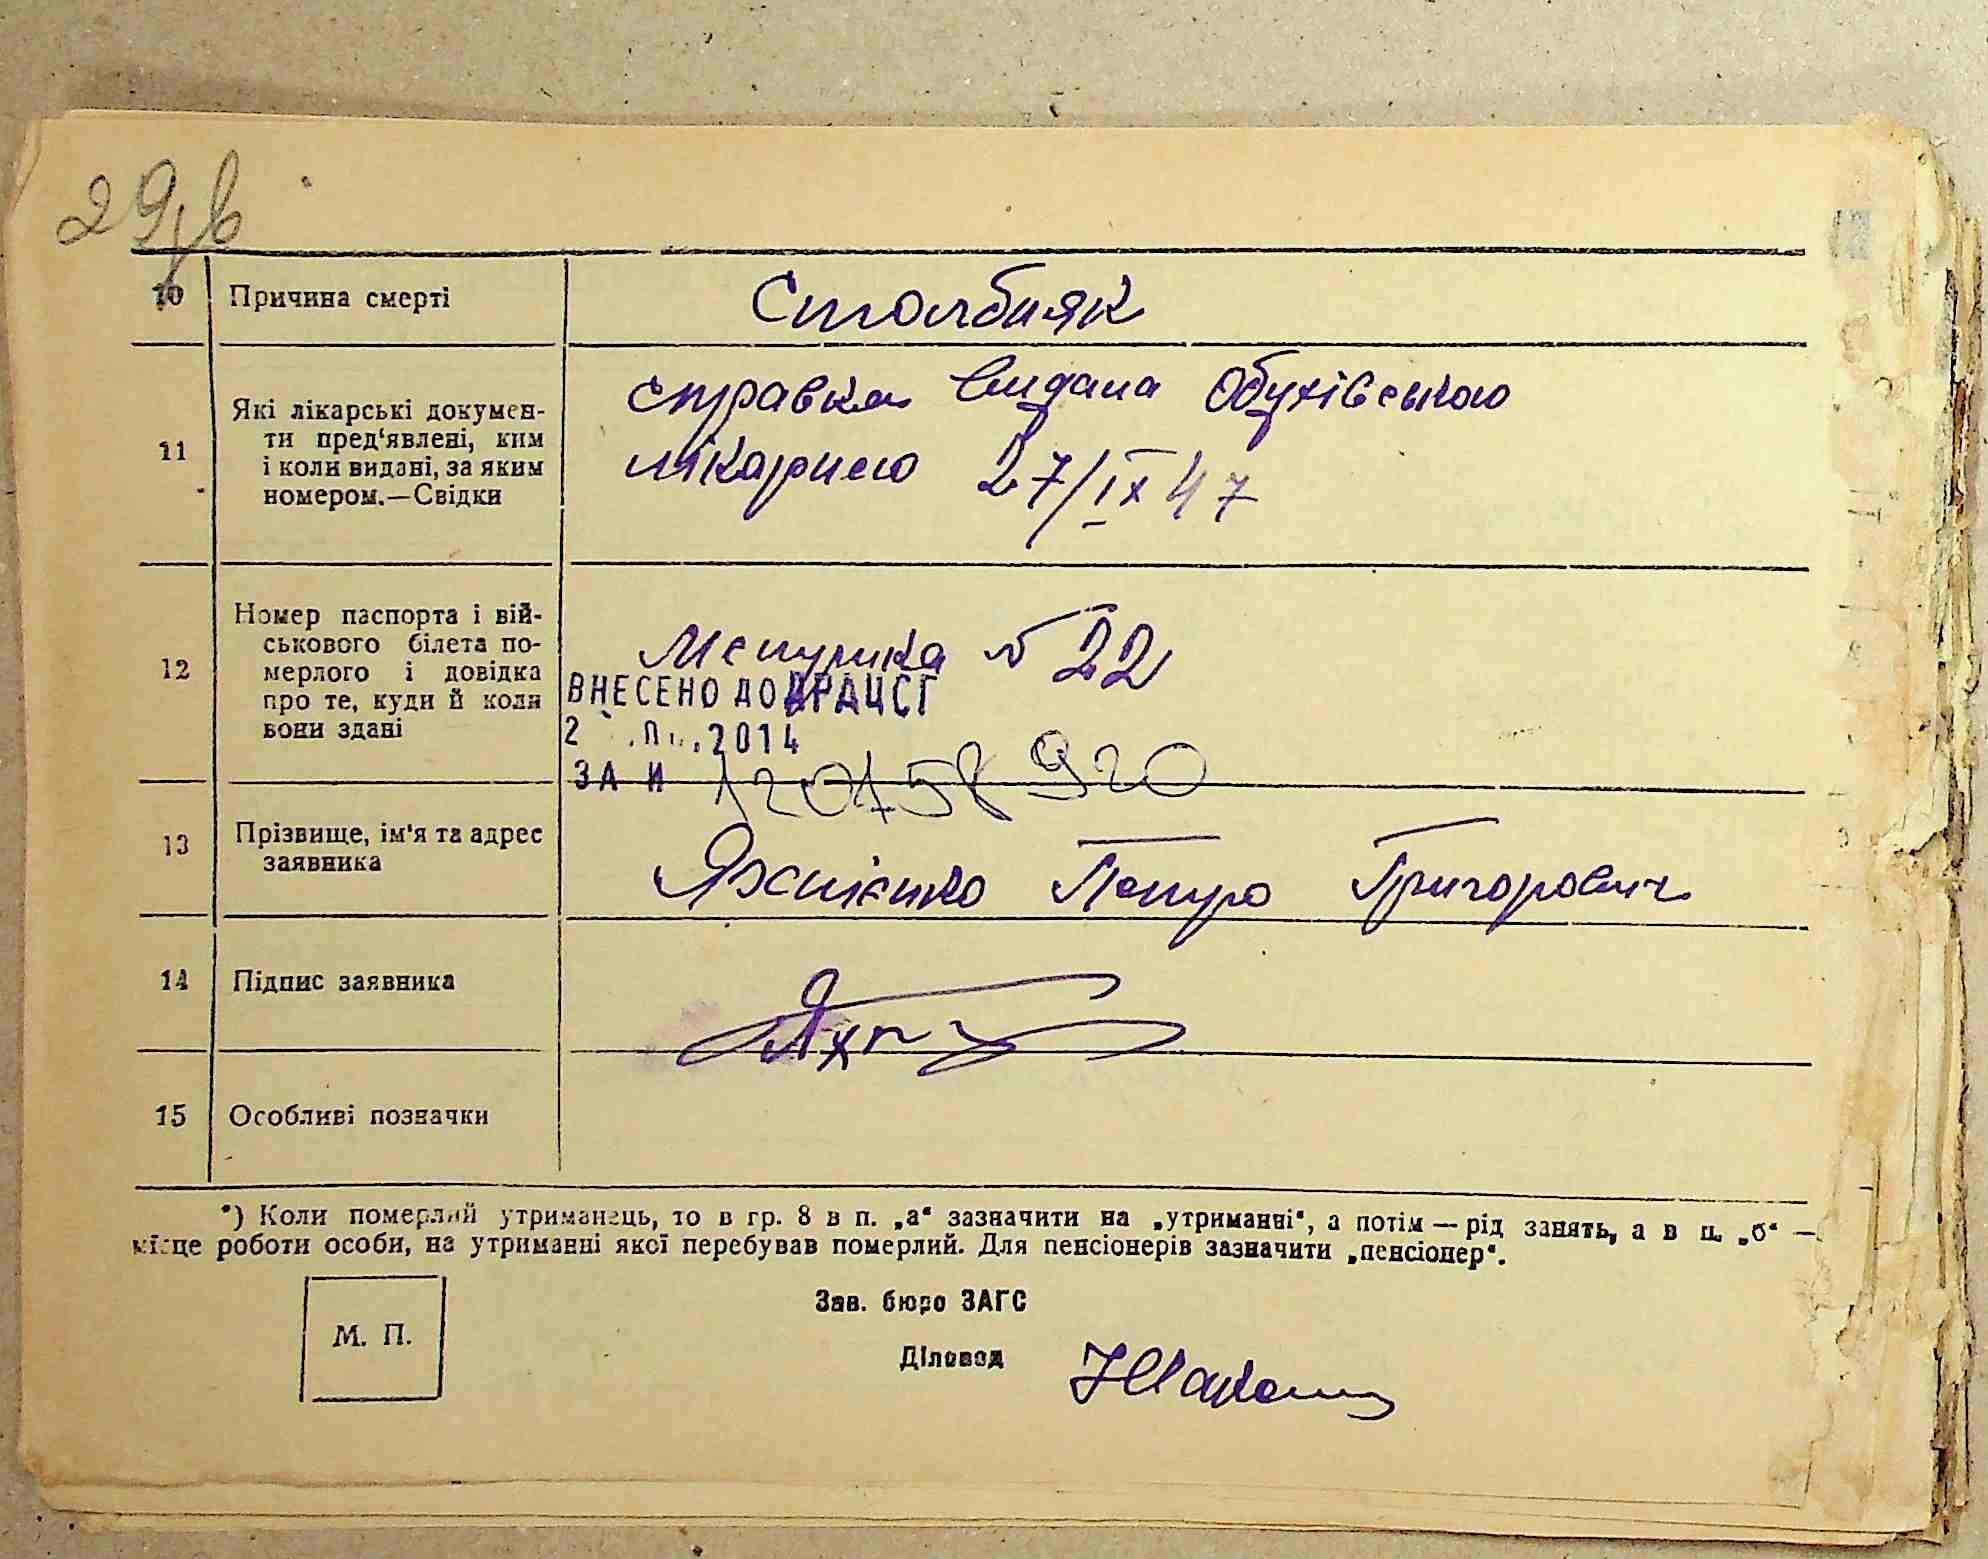 29
10 Причина смерті Столбняк
11 Які лікарські докумен-
ти пред‘явлені, ким
і коли видані, за яким
номером.—Свідки
справка видана Обухівською
лікарнею 27/IX 47
12 Номер паспорта і вій-
ськового білета по-
мерлого і довідка
про те, куди й коли
вони здані
Метрика № 22
ВНЕСЕНО ДО ДРАЦСГ
2014
ЗА И
13 Прізвище, ім'я та адрес
заявника
Яхнієнко Петро Григорович
14 Підпис заявника
15 Особливі позначки
*) Коли померлий утриманець, то в гр. 8 в п. „а“ зазначити на „утриманні“, а потім — рід занять, а в п. „б“ —
місце роботи особи, на утриманні якої перебував померлий. Для пенсіонерів зазначити „пенсіонер“.
М. П.
Зав. бюро ЗАГС
Діловод